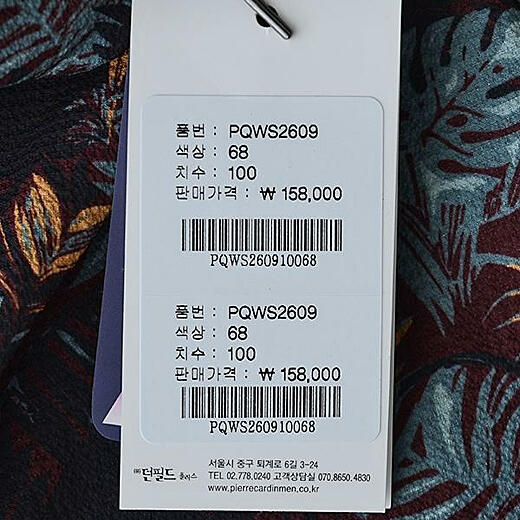 품번 : PQWS2609
색상 : 68
치수 : 100
판매가격 : ₩ 158,000
PQWS260910068
품번 : PQWS2609
색상 : 68
치수 : 100
판매가격 : ₩ 158,000
PQWS260910068
㈜던필드 플러스
서울시 중구 퇴계로 6길 3-24
TEL 02.778.0240 고객상담실 070.8650.4830
www.pierrecardinmen.co.kr